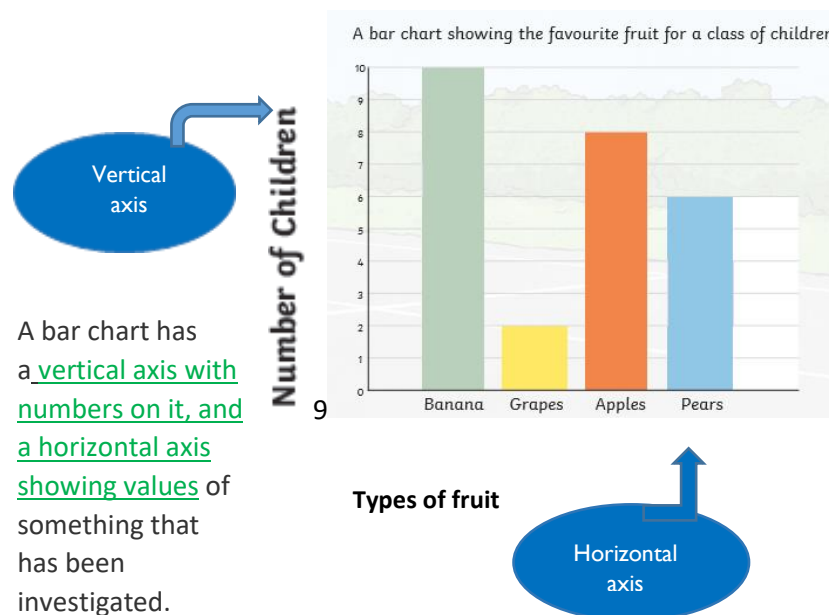 A bar chart showing the favourite fruit for a class of children
Vertical
axis
Number of Children
10
9
8
7
6
5
4
3
2
1
0
9
Banana Grapes Apples Pears
A bar chart has
a vertical axis with
numbers on it, and
a horizontal axis
showing values of
something that
has been
investigated.
Types of fruit
Horizontal
axis